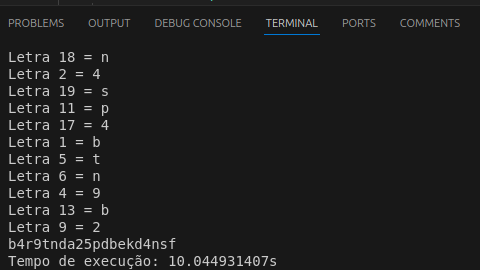 PROBLEMS OUTPUT DEBUG CONSOLE TERMINAL PORTS COMMENTS
Letra 18 = n
Letra 2 = 4
Letra 19 = s
Letra 11 = p
Letra 17 = 4
Letra 1 = b
Letra 5 = t
Letra 6 = n
Letra 4 = 9
Letra 13 = b
Letra 9 = 2
b4r9tnda25pdbekd4nsf
Tempo de execução: 10.044931407s